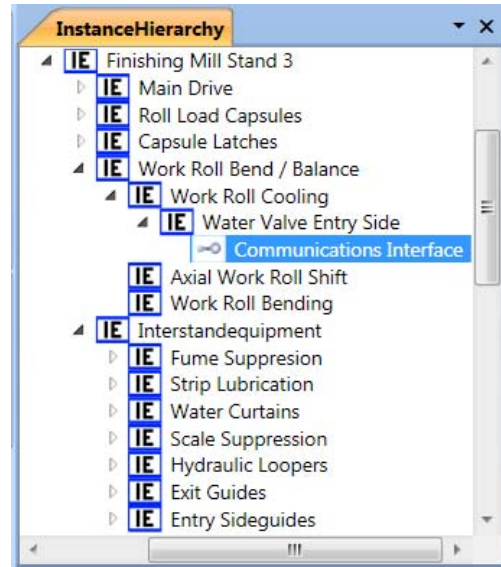 InstanceHierarchy
IE Finishing Mill Stand 3
IE Main Drive
IE Roll Load Capsules
IE Capsule Latches
IE Work Roll Bend / Balance
IE Work Roll Cooling
IE Water Valve Entry Side
Communications Interface
IE Axial Work Roll Shift
IE Work Roll Bending
IE Interstandequipment
IE Fume Suppresion
IE Strip Lubrication
IE Water Curtains
IE Scale Suppression
IE Hydraulic Loopers
IE Exit Guides
IE Entry Sideguides